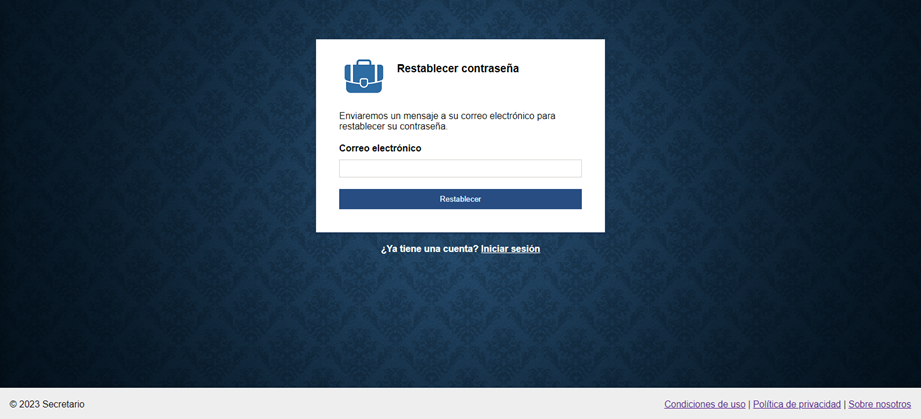 Restablecer contraseña
Enviaremos un mensaje a su correo electrónico para
restablecer su contraseña.
Correo electrónico
Restablecer
¿Ya tiene una cuenta? Iniciar sesión
© 2023 Secretario
Condiciones de uso | Política de privacidad | Sobre nosotros